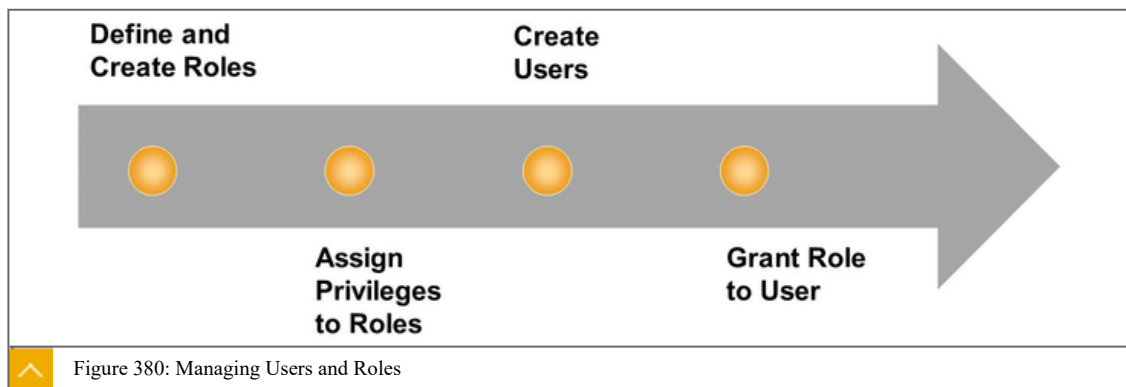 Define and
Create Roles
Create
Users
Assign
Privileges
to Roles
Grant Role
to User
Figure 380: Managing Users and Roles